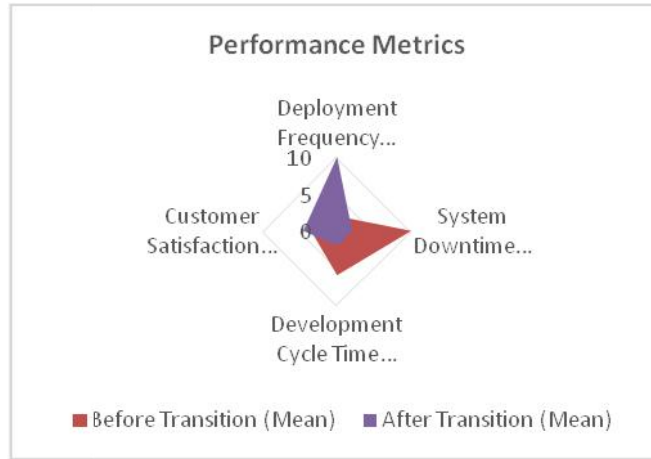 Performance Metrics
Deployment
Frequency...
10
5
0
Customer
Satisfaction...
System
Downtime...
Development
Cycle Time...
Before Transition (Mean)
After Transition (Mean)